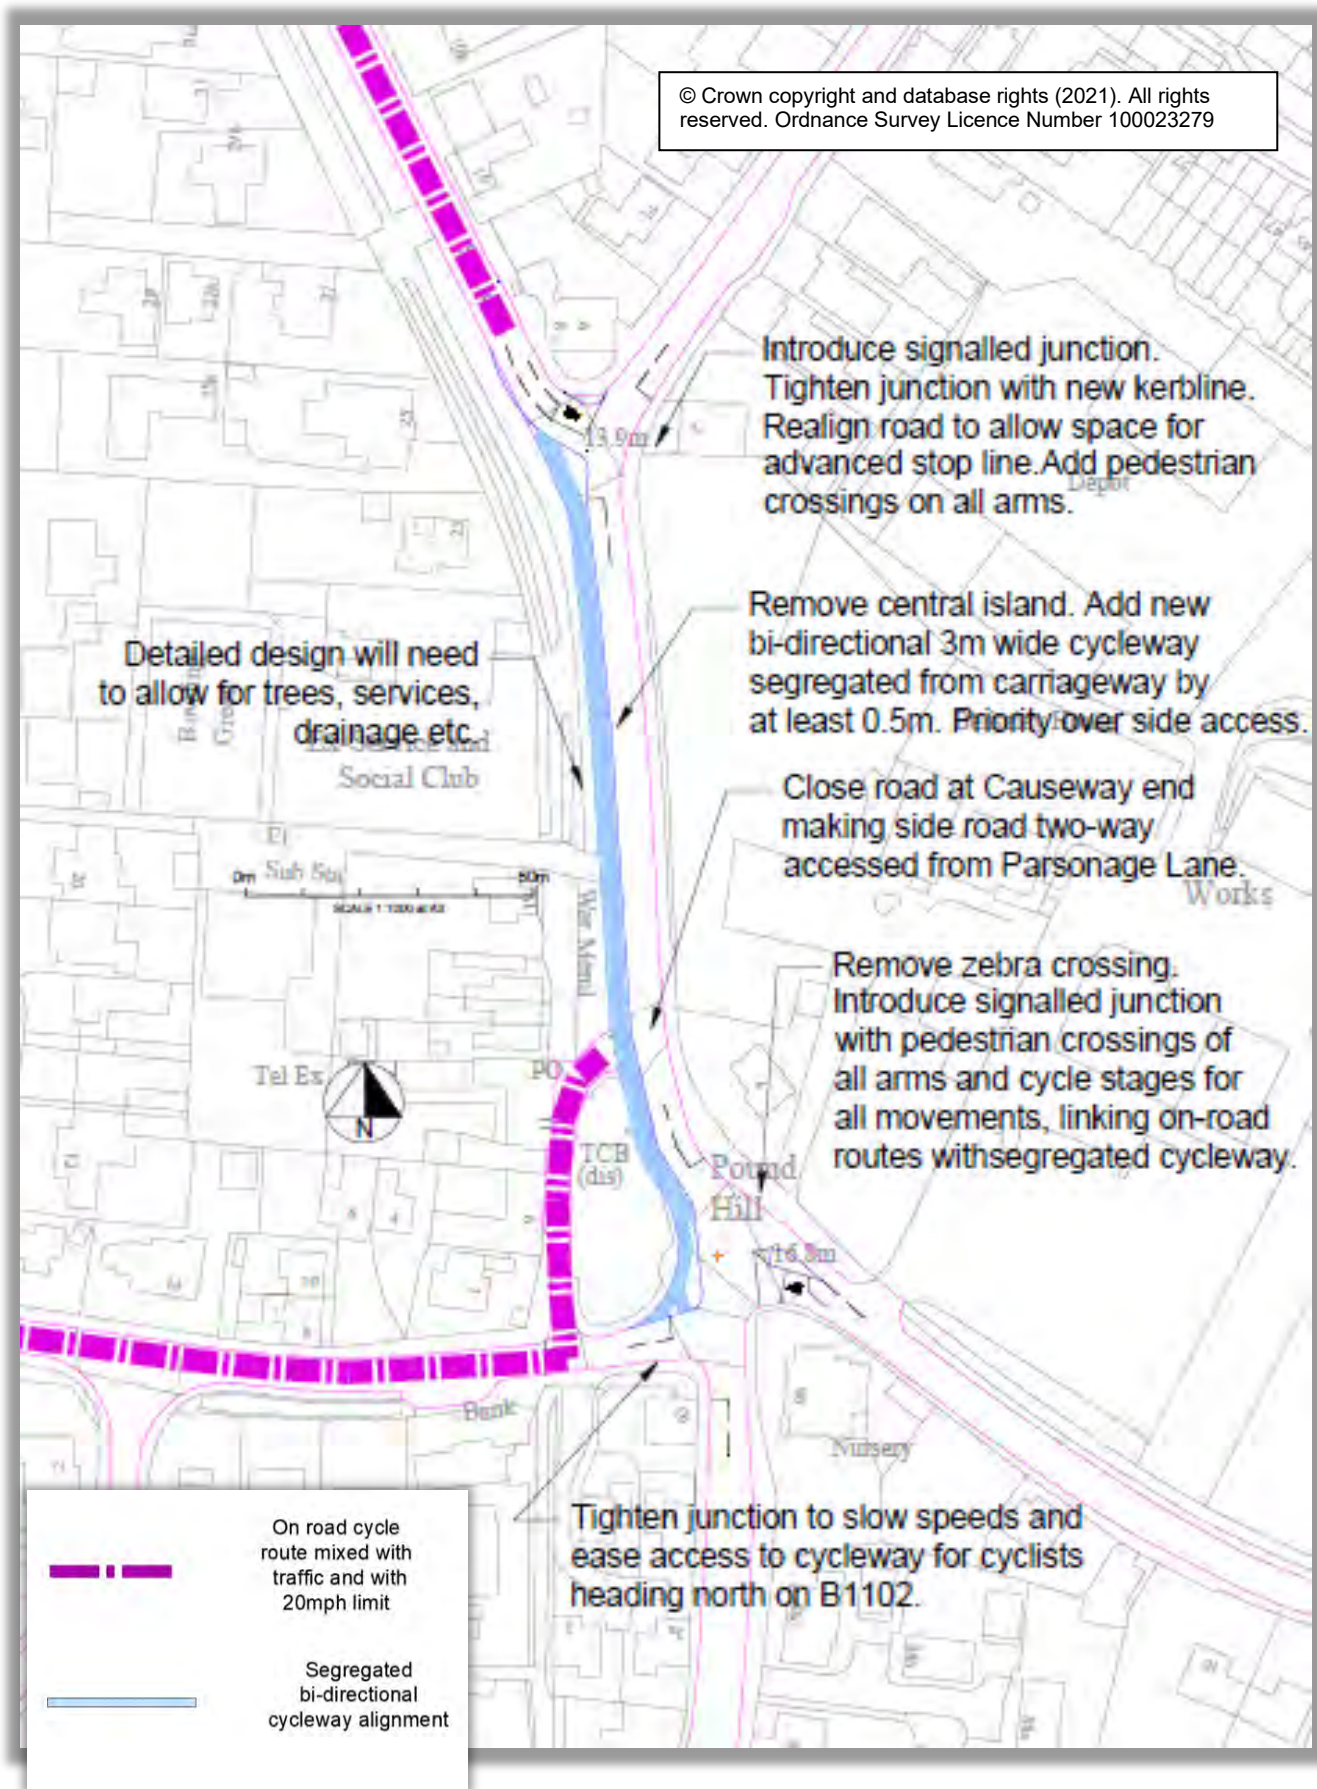 © Crown copyright and database rights (2021). All rights
reserved. Ordnance Survey Licence Number 100023279
Introduce signalled junction.
Tighten junction with new kerbline.
Realign road to allow space for
advanced stop line.Add pedestrian
crossings on all arms.
Depot
13.9m
Remove central island. Add new
bi-directional 3m wide cycleway
segregated from carriageway by
at least 0.5m. Priority over side access.
Detailed design will need
to allow for trees, services,
drainage etc.
Social Club
Close road at Causeway end
making side road two-way
accessed from Parsonage Lane.
Works
El
Sub Sta
0m
50m
SCALE 1:1000 at A3
War Meml
Remove zebra crossing.
Introduce signalled junction
with pedestrian crossings of
all arms and cycle stages for
all movements, linking on-road
routes withsegregated cycleway.
Tel Ex
PO
N
TCB
(dis)
Pound
Hill
16.8m
Bank
Nursery
Tighten junction to slow speeds and
ease access to cycleway for cyclists
heading north on B1102.
On road cycle
route mixed with
traffic and with
20mph limit
Segregated
bi-directional
cycleway alignment